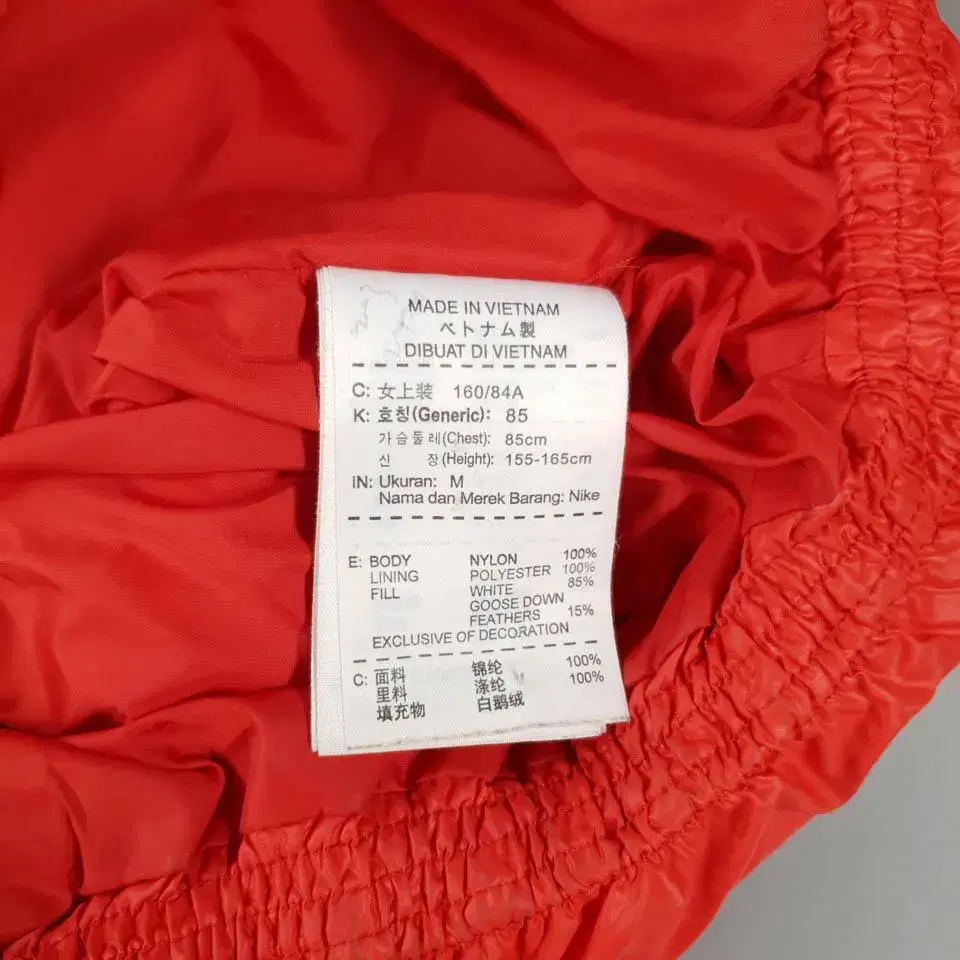 MADE IN VIETNAM
ベトナム製
DIBUAT DI VIETNAM
C: 女上装 160/84A
K: 호칭(Generic): 85
가슴둘레(Chest): 85cm
신 장(Height): 155-165cm
IN: Ukuran: M
Nama dan Merek Barang: Nike
E: BODY NYLON 100%
LINING POLYESTER 100%
FILL WHITE 85%
GOOSE DOWN
FEATHERS 15%
EXCLUSIVE OF DECORATION
C: 面料 锦纶 100%
里料 涤纶 100%
填充物 白鹅绒